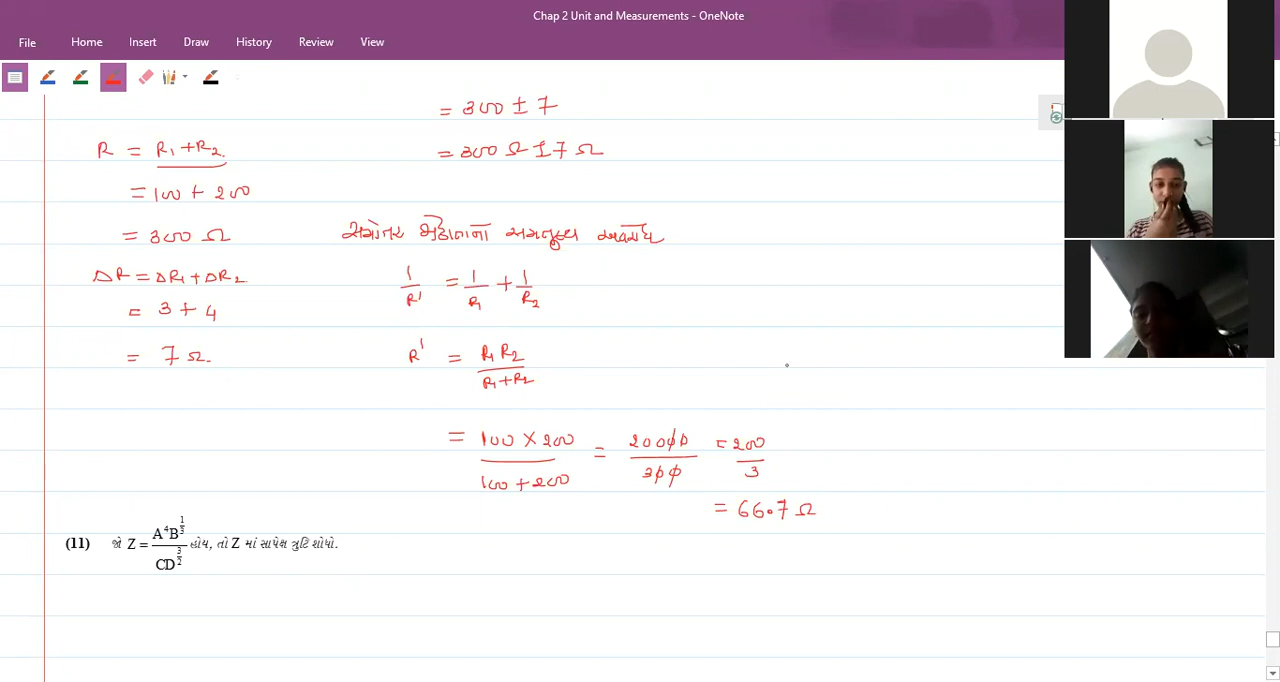 Chap 2 Unit and Measurements - OneNote
File Home Insert Draw History Review View
= 300 ± 7
= 300 Ω ± 7 Ω
R = R₁ + R₂
= 100 + 200
= 300 Ω
ΔR = ΔR₁ + ΔR₂
= 3 + 4
= 7 Ω.
સમાંતર જોડાણનો સમતુલ્ય અવરોધ
1/R' = 1/R₁ + 1/R₂
R' = R₁ R₂ / R₁ + R₂
= 100 × 200 / 100 + 200 = 20000 / 300 = 200 / 3
= 66.7 Ω
(11) જો Z = A⁴B^(1/3) / CD^(3/2) હોય, તો Z માં સાપેક્ષ ત્રુટિ શોધો.